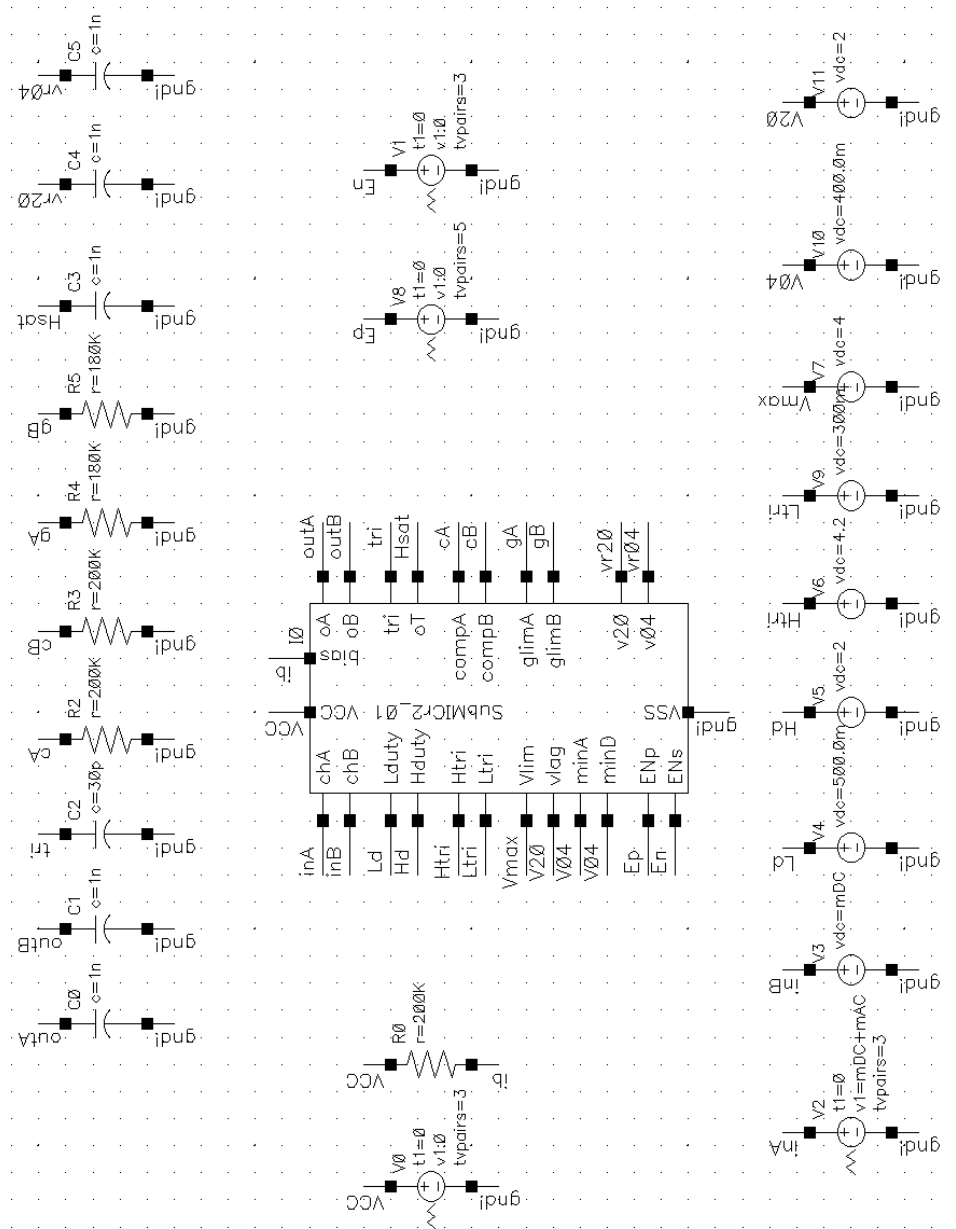 C5
c=1n
vr04
gnd!
C4
c=1n
vr20
gnd!
C3
c=1n
Hsat
gnd!
R5
r=180K
gB
gnd!
R4
r=180K
gA
gnd!
R3
r=200K
cB
gnd!
R2
r=200K
cA
gnd!
C2
c=30p
tri
gnd!
C1
c=1n
outB
gnd!
C0
c=1n
outA
gnd!
V1
t1=0
v1:0
tvpairs=3
En
gnd!
V8
t1=0
v1:0
tvpairs=5
Ep
gnd!
outA
outB
tri
Hsat
cA
cB
gA
gB
vr20
vr04
I0
oA
oB
tri
oT
compA
compB
glimA
glimB
v20
v04
ib
bias
VCC
VCC
SubMICr2_01
VSS
gnd!
chA
chB
Lduty
Hduty
Htri
Ltri
Vlim
vlag
minA
minD
ENp
ENs
inA
inB
Ld
Hd
Htri
Ltri
Vmax
V20
V04
V04
Ep
En
R0
r=200K
VCC
ib
V0
t1=0
v1:0
tvpairs=3
VCC
gnd!
V11
vdc=2
V20
gnd!
V10
vdc=400.0m
V04
gnd!
V7
vdc=4
Vmax
gnd!
V9
vdc=300m
Ltri
gnd!
V6
vdc=4.2
Htri
gnd!
V5
vdc=2
Hd
gnd!
V4
vdc=500.0m
Ld
gnd!
V3
vdc=mDC
inB
gnd!
V2
t1=0
v1=mDC+mAC
tvpairs=3
inA
gnd!